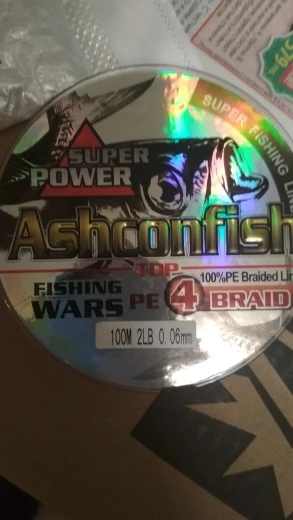 SUPER FISHING LINE
SUPER
POWER
Ashconfish
TOP
100%PE Braided Lin
FISHING
WARS PE 4 BRAID
100M 2LB 0.06mm